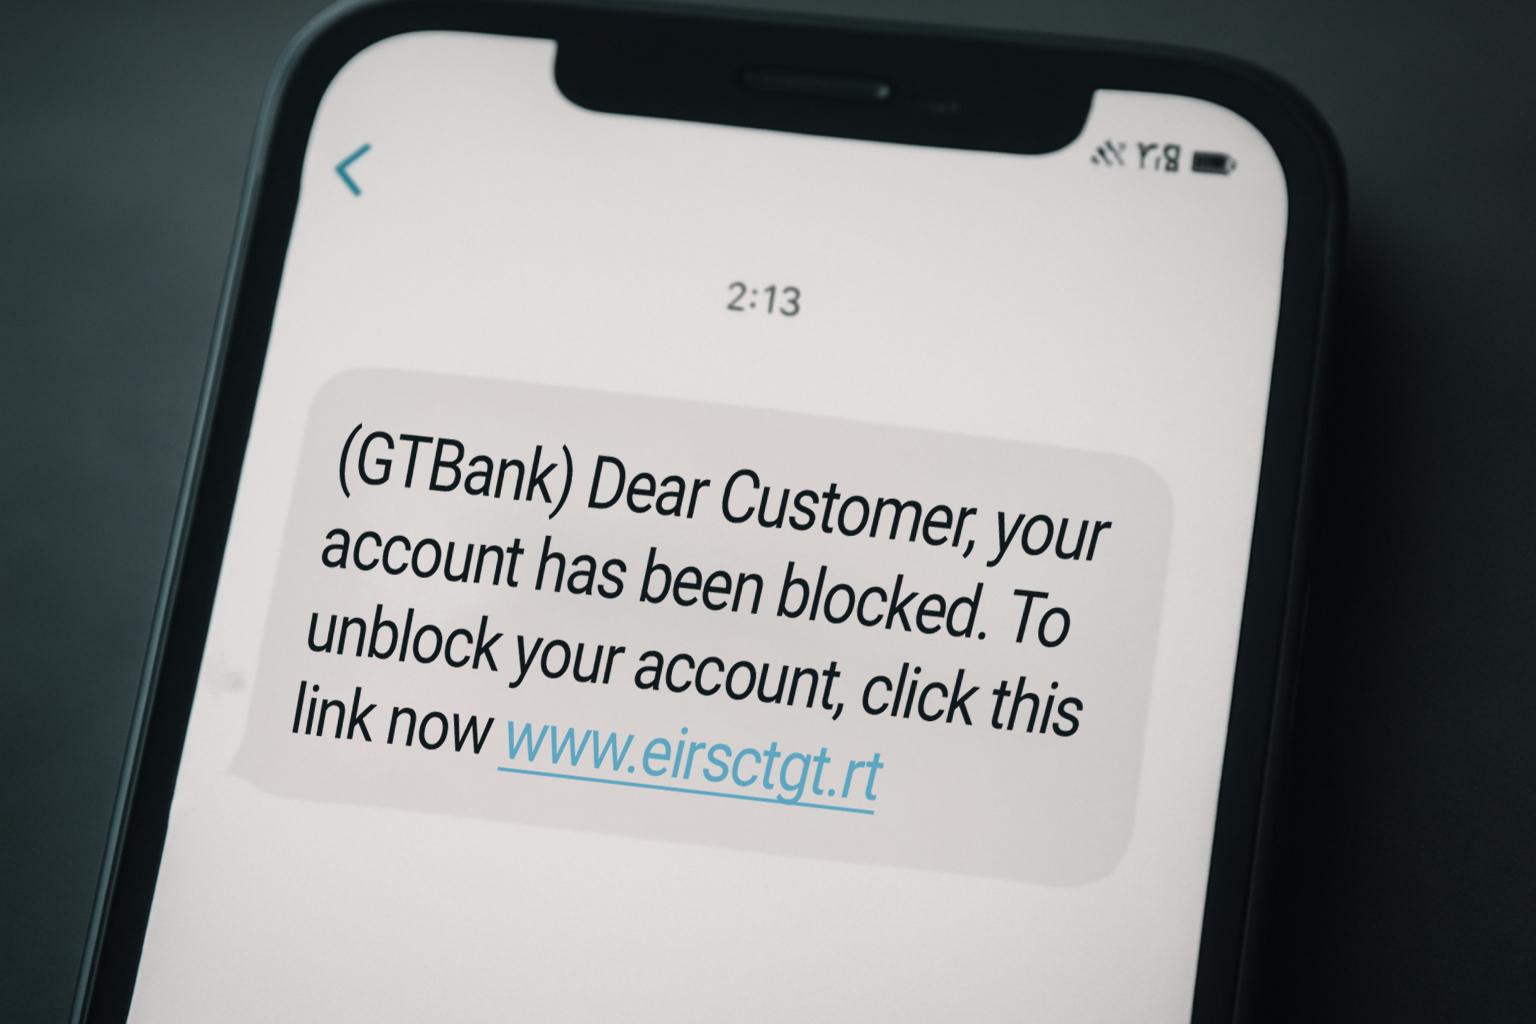 2:13
(GTBank) Dear Customer, your
account has been blocked. To
unblock your account, click this
link now www.eirsctgt.rt